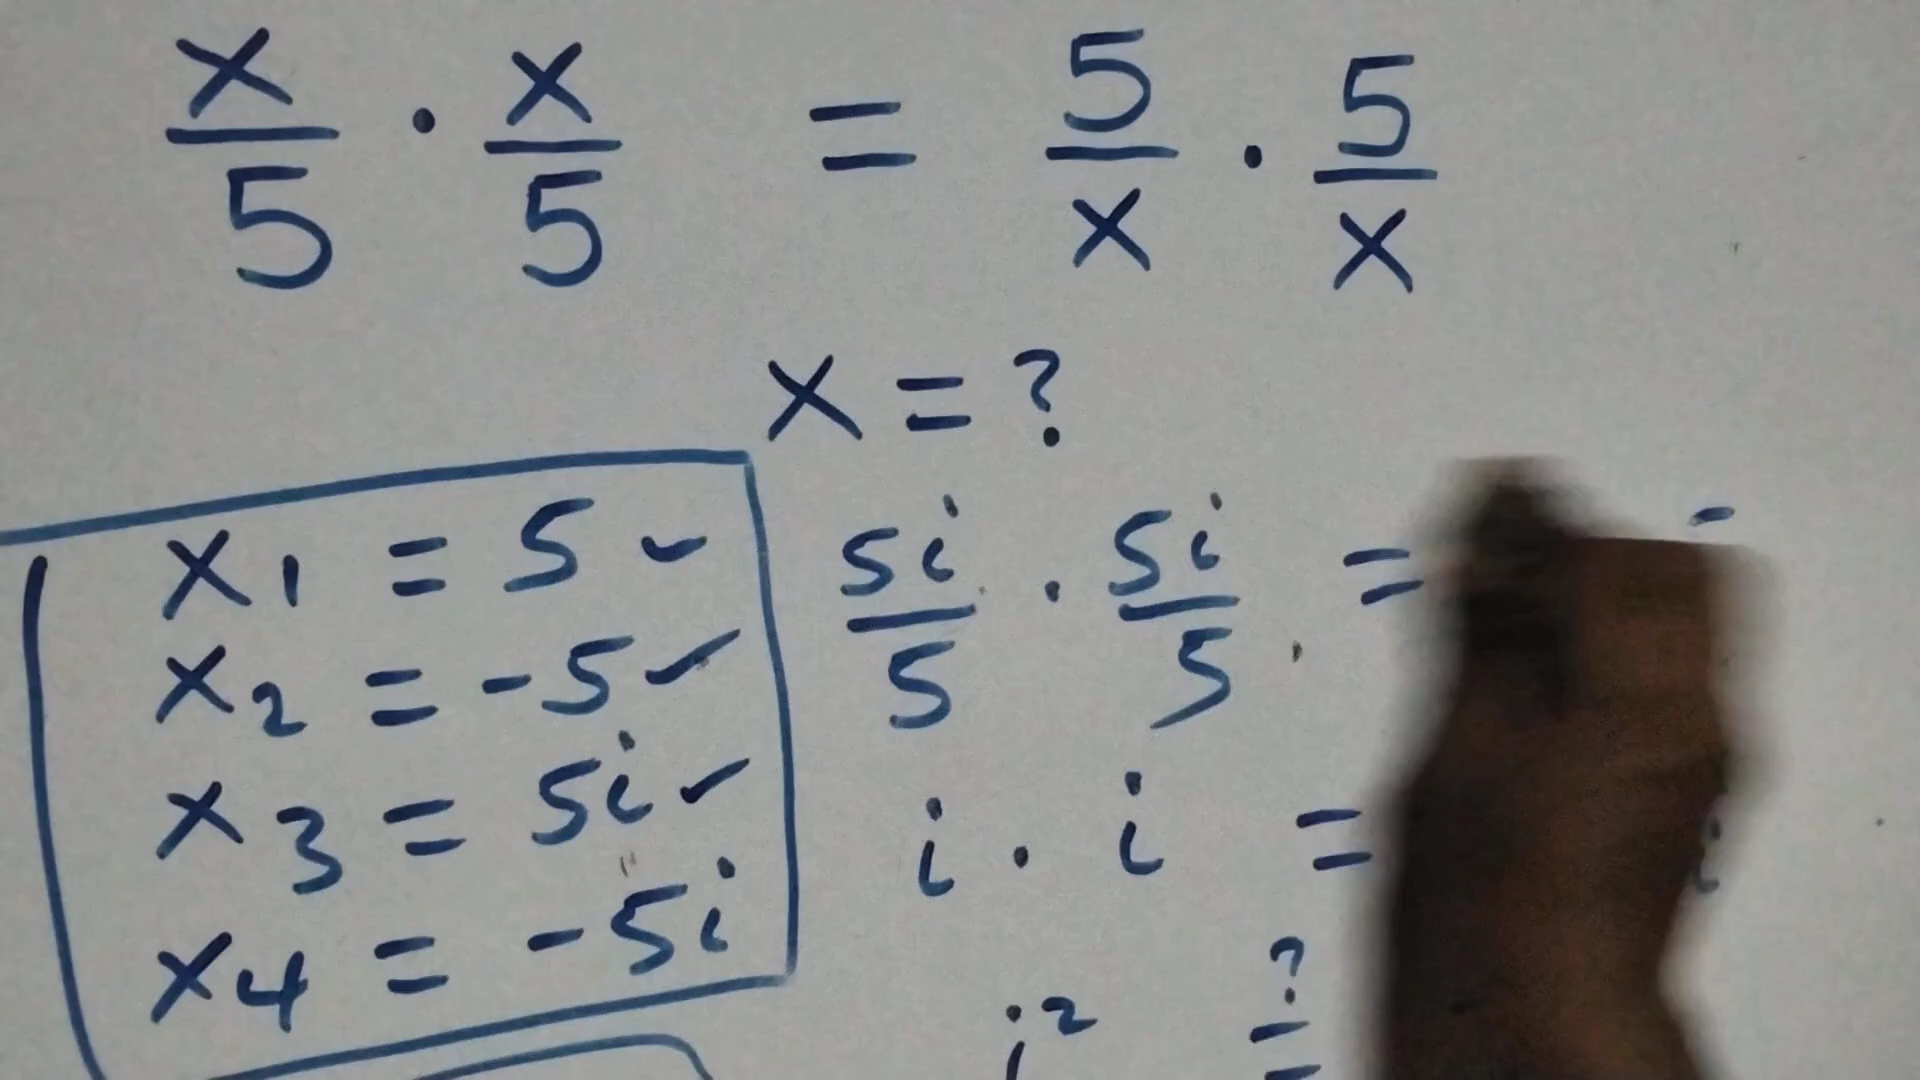 x/5 · x/5 = 5/x · 5/x
x = ?
x1 = 5 ✓
x2 = -5 ✓
x3 = 5i ✓
x4 = -5i
5i/5 · 5i/5 =
i · i = i
i² ?=